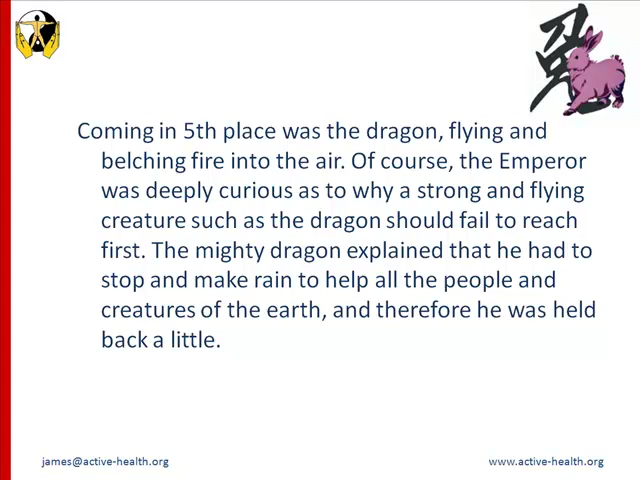 Coming in 5th place was the dragon, flying and
belching fire into the air. Of course, the Emperor
was deeply curious as to why a strong and flying
creature such as the dragon should fail to reach
first. The mighty dragon explained that he had to
stop and make rain to help all the people and
creatures of the earth, and therefore he was held
back a little.
james@active-health.org
www.active-health.org